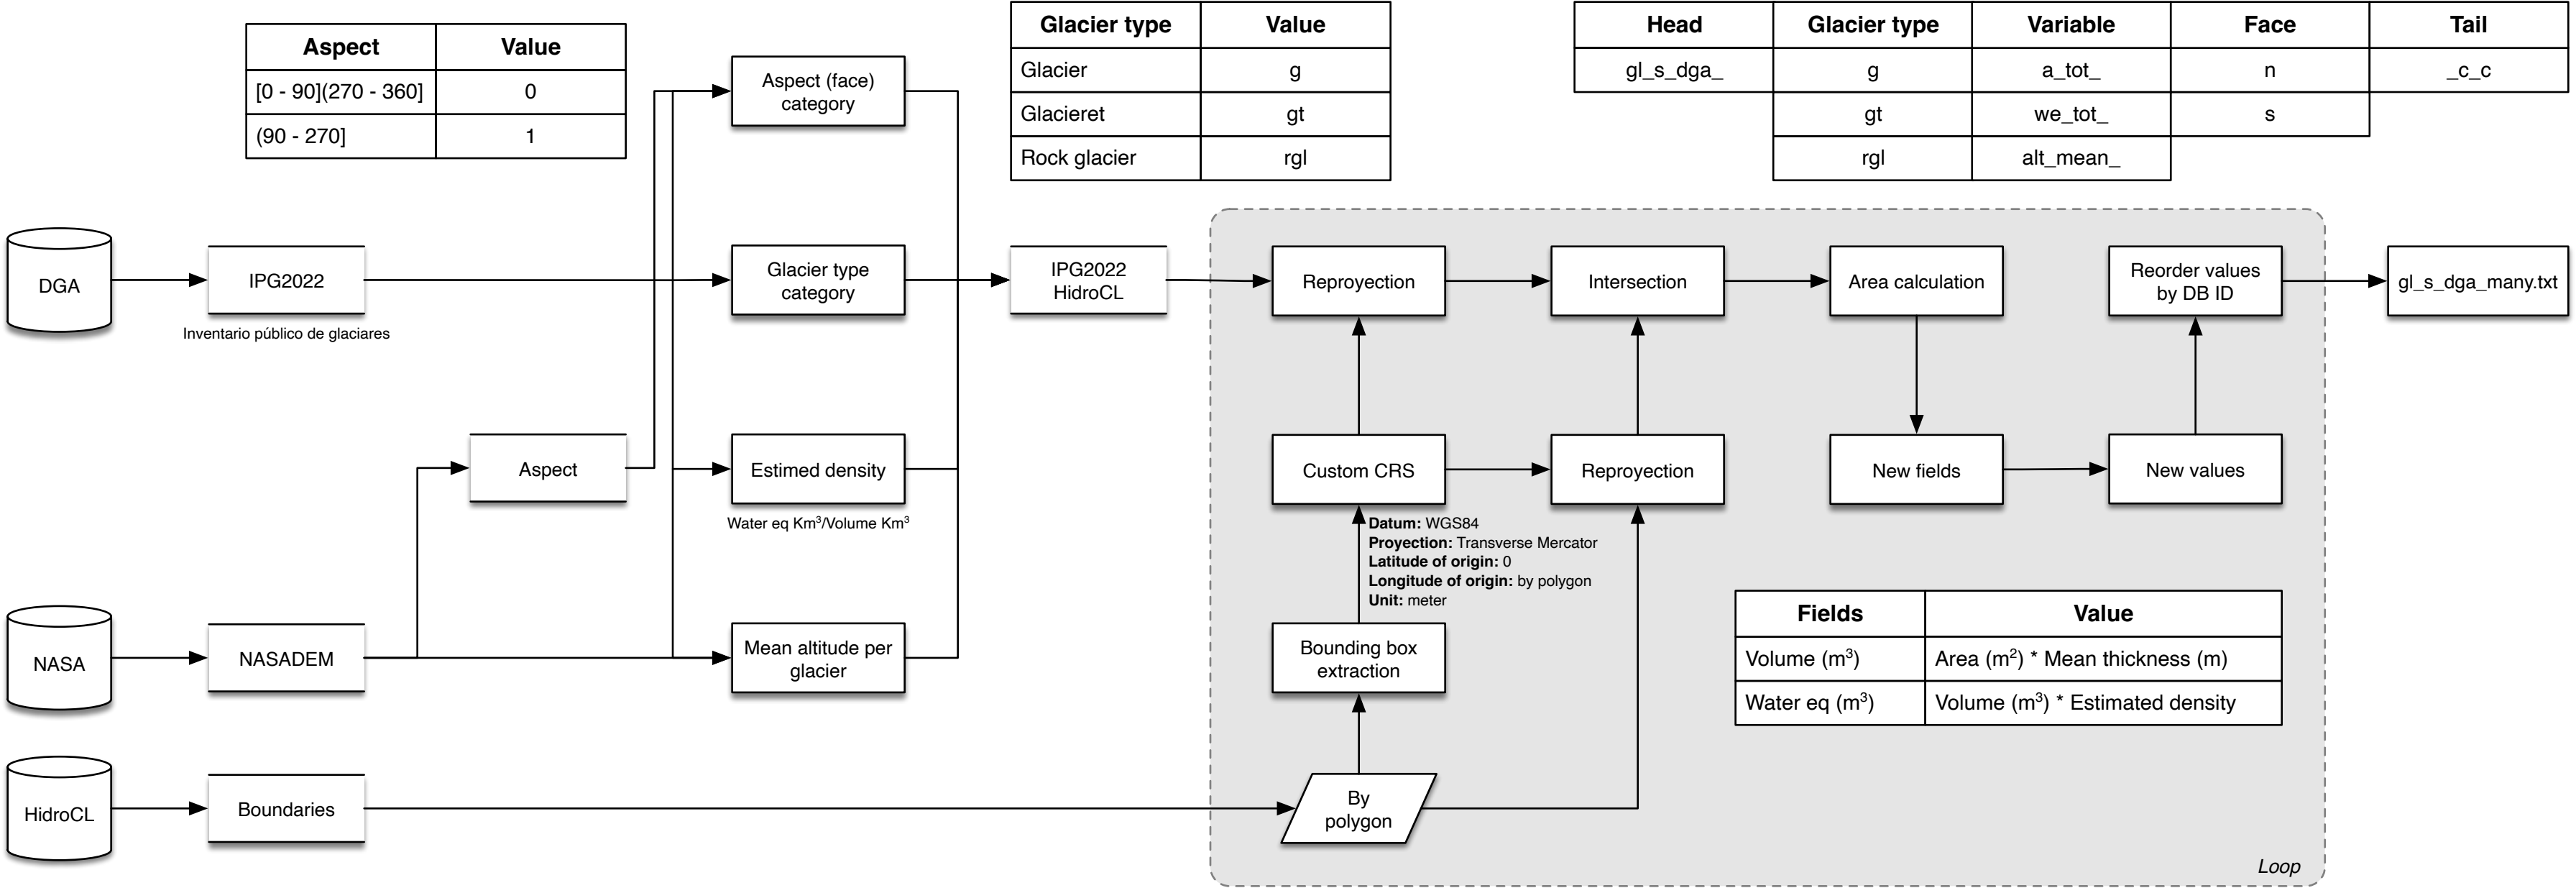 Aspect Value
[0 - 90](270 - 360] 0
(90 - 270] 1
Glacier type Value
Glacier g
Glacieret gt
Rock glacier rgl
Head Glacier type Variable Face Tail
gl_s_dga_ g a_tot_ n _c_c
gt we_tot_ s
rgl alt_mean_
Aspect (face)
category
DGA
IPG2022
Inventario público de glaciares
Glacier type
category
IPG2022
HidroCL
Reproyection
Intersection
Area calculation
Reorder values
by DB ID
gl_s_dga_many.txt
Aspect
Estimed density
Water eq Km³/Volume Km³
Custom CRS
Reproyection
New fields
New values
Datum: WGS84
Proyection: Transverse Mercator
Latitude of origin: 0
Longitude of origin: by polygon
Unit: meter
NASA
NASADEM
Mean altitude per
glacier
Bounding box
extraction
Fields Value
Volume (m³) Area (m²) * Mean thickness (m)
Water eq (m³) Volume (m³) * Estimated density
HidroCL
Boundaries
By
polygon
Loop